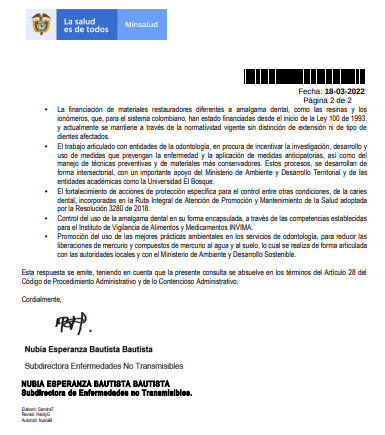 La salud
es de todos
Minsalud
Fecha: 18-03-2022
Página 2 de 2
• La financiación de materiales restauradores diferentes a amalgama dental, como las resinas y los
ionómeros, que, para el sistema colombiano, han estado financiadas desde el inicio de la Ley 100 de 1993,
y actualmente se mantiene a través de la normatividad vigente sin distinción de extensión ni de tipo de
dientes afectados.
• El trabajo articulado con entidades de la odontología, en procura de incentivar la investigación, desarrollo y
uso de medidas que prevengan la enfermedad y la aplicación de medidas anticipatorias, así como del
manejo de técnicas preventivas y de materiales más conservadores. Estos procesos, se desarrollan de
forma intersectorial, con un importante apoyo del Ministerio de Ambiente y Desarrollo Territorial y de las
entidades académicas como la Universidad El Bosque.
• El fortalecimiento de acciones de protección específica para el control entre otras condiciones, de la caries
dental, incorporadas en la Ruta Integral de Atención de Promoción y Mantenimiento de la Salud adoptada
por la Resolución 3280 de 2018.
• Control del uso de la amalgama dental en su forma encapsulada, a través de las competencias establecidas
para el Instituto de Vigilancia de Alimentos y Medicamentos INVIMA.
• Promoción del uso de las mejores prácticas ambientales en los servicios de odontología, para reducir las
liberaciones de mercurio y compuestos de mercurio al agua y al suelo, lo cual se realiza de forma articulada
con las autoridades locales y con el Ministerio de Ambiente y Desarrollo Sostenible.
Esta respuesta se emite, teniendo en cuenta que la presente consulta se absuelve en los términos del Artículo 28 del
Código de Procedimiento Administrativo y de lo Contencioso Administrativo.
Cordialmente,
Nubia Esperanza Bautista Bautista
Subdirectora Enfermedades No Transmisibles
NUBIA ESPERANZA BAUTISTA BAUTISTA
Subdirectora de Enfermedades no Transmisibles.
Elaboró: SandraT
Revisó: HeidyG
Autorizó: NubiaB